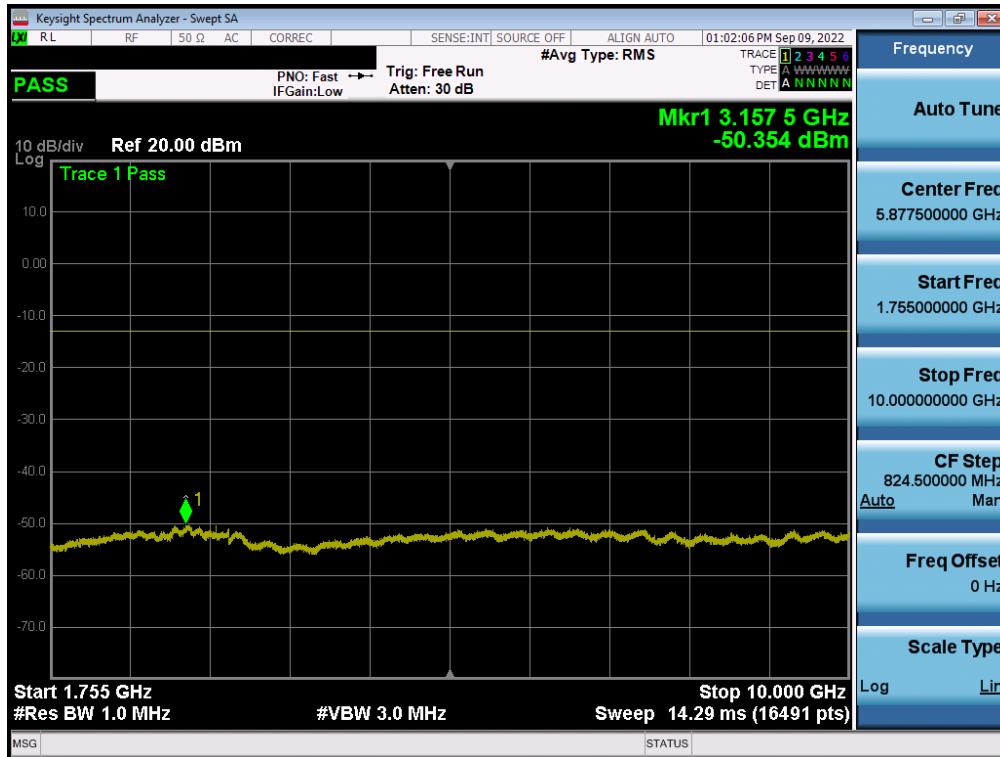 Keysight Spectrum Analyzer - Swept SA
LXI RL RF 50 Ω AC CORREC SENSE:INT SOURCE OFF ALIGN AUTO 01:02:06 PM Sep 09, 2022
#Avg Type: RMS
TRACE 1 2 3 4 5 6
TYPE A WWWWW
DET A N N N N N
PASS
PNO: Fast
IFGain:Low
Trig: Free Run
Atten: 30 dB
Mkr1 3.157 5 GHz
-50.354 dBm
10 dB/div
Log
Ref 20.00 dBm
Trace 1 Pass
10.0
0.00
-10.0
-20.0
-30.0
-40.0
1
-50.0
-60.0
-70.0
Start 1.755 GHz
Stop 10.000 GHz
#Res BW 1.0 MHz
#VBW 3.0 MHz
Sweep 14.29 ms (16491 pts)
MSG
STATUS
Frequency
Auto Tune
Center Freq
5.877500000 GHz
Start Freq
1.755000000 GHz
Stop Freq
10.000000000 GHz
CF Step
824.500000 MHz
Auto Man
Freq Offset
0 Hz
Scale Type
Log Lin